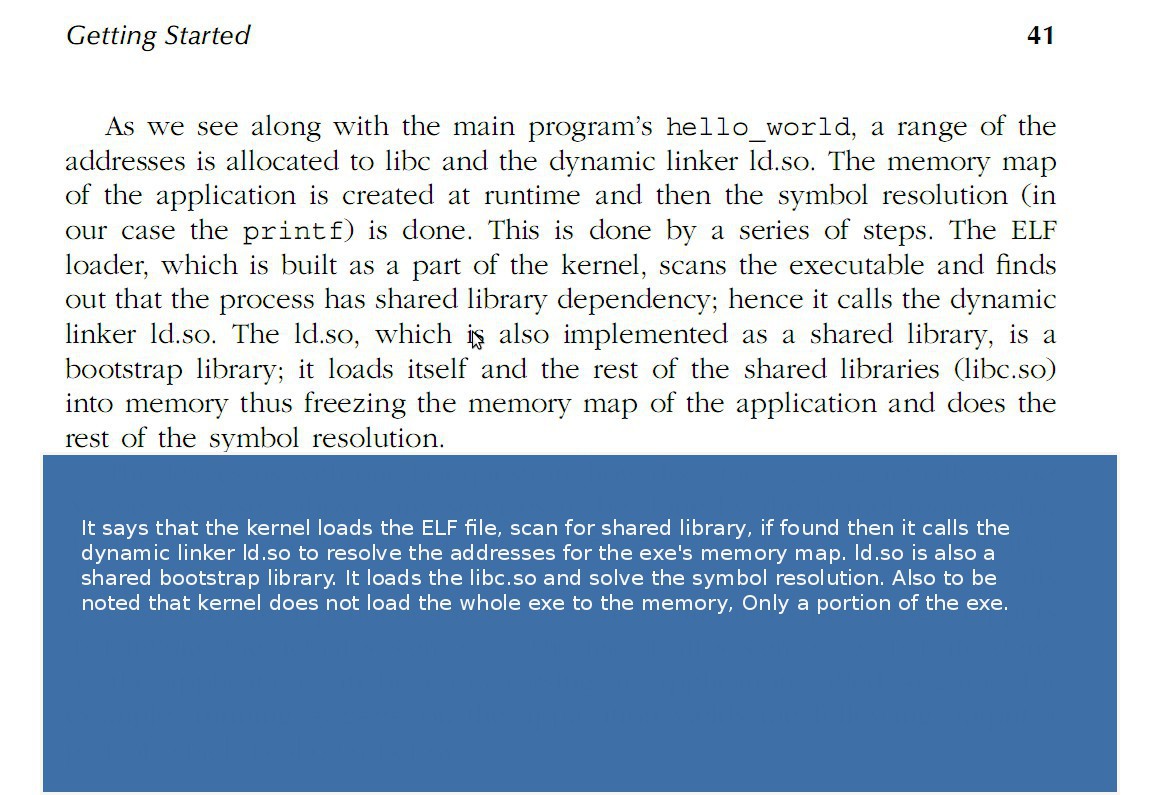 Getting Started 41
As we see along with the main program's hello_world, a range of the
addresses is allocated to libc and the dynamic linker ld.so. The memory map
of the application is created at runtime and then the symbol resolution (in
our case the printf) is done. This is done by a series of steps. The ELF
loader, which is built as a part of the kernel, scans the executable and finds
out that the process has shared library dependency; hence it calls the dynamic
linker ld.so. The ld.so, which is also implemented as a shared library, is a
bootstrap library; it loads itself and the rest of the shared libraries (libc.so)
into memory thus freezing the memory map of the application and does the
rest of the symbol resolution.
It says that the kernel loads the ELF file, scan for shared library, if found then it calls the
dynamic linker ld.so to resolve the addresses for the exe's memory map. ld.so is also a
shared bootstrap library. It loads the libc.so and solve the symbol resolution. Also to be
noted that kernel does not load the whole exe to the memory, Only a portion of the exe.